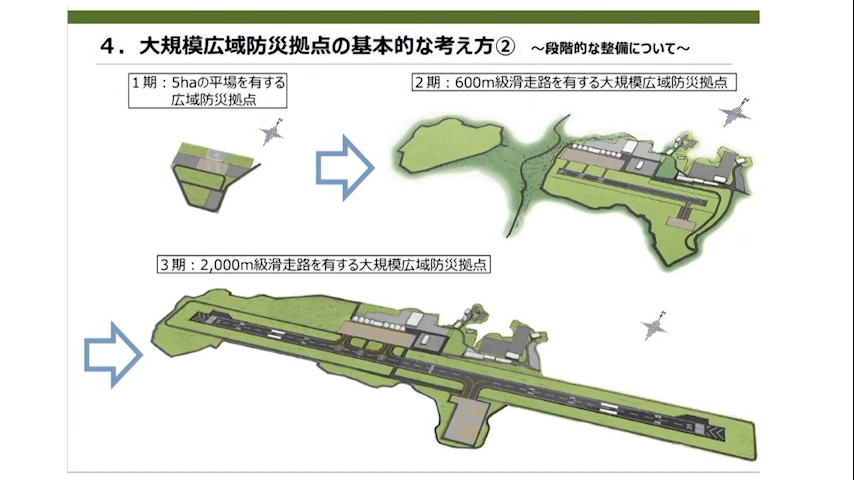 ４．大規模広域防災拠点の基本的な考え方② ～段階的な整備について～
１期：5haの平場を有する
広域防災拠点
２期：600m級滑走路を有する大規模広域防災拠点
３期：2,000m級滑走路を有する大規模広域防災拠点